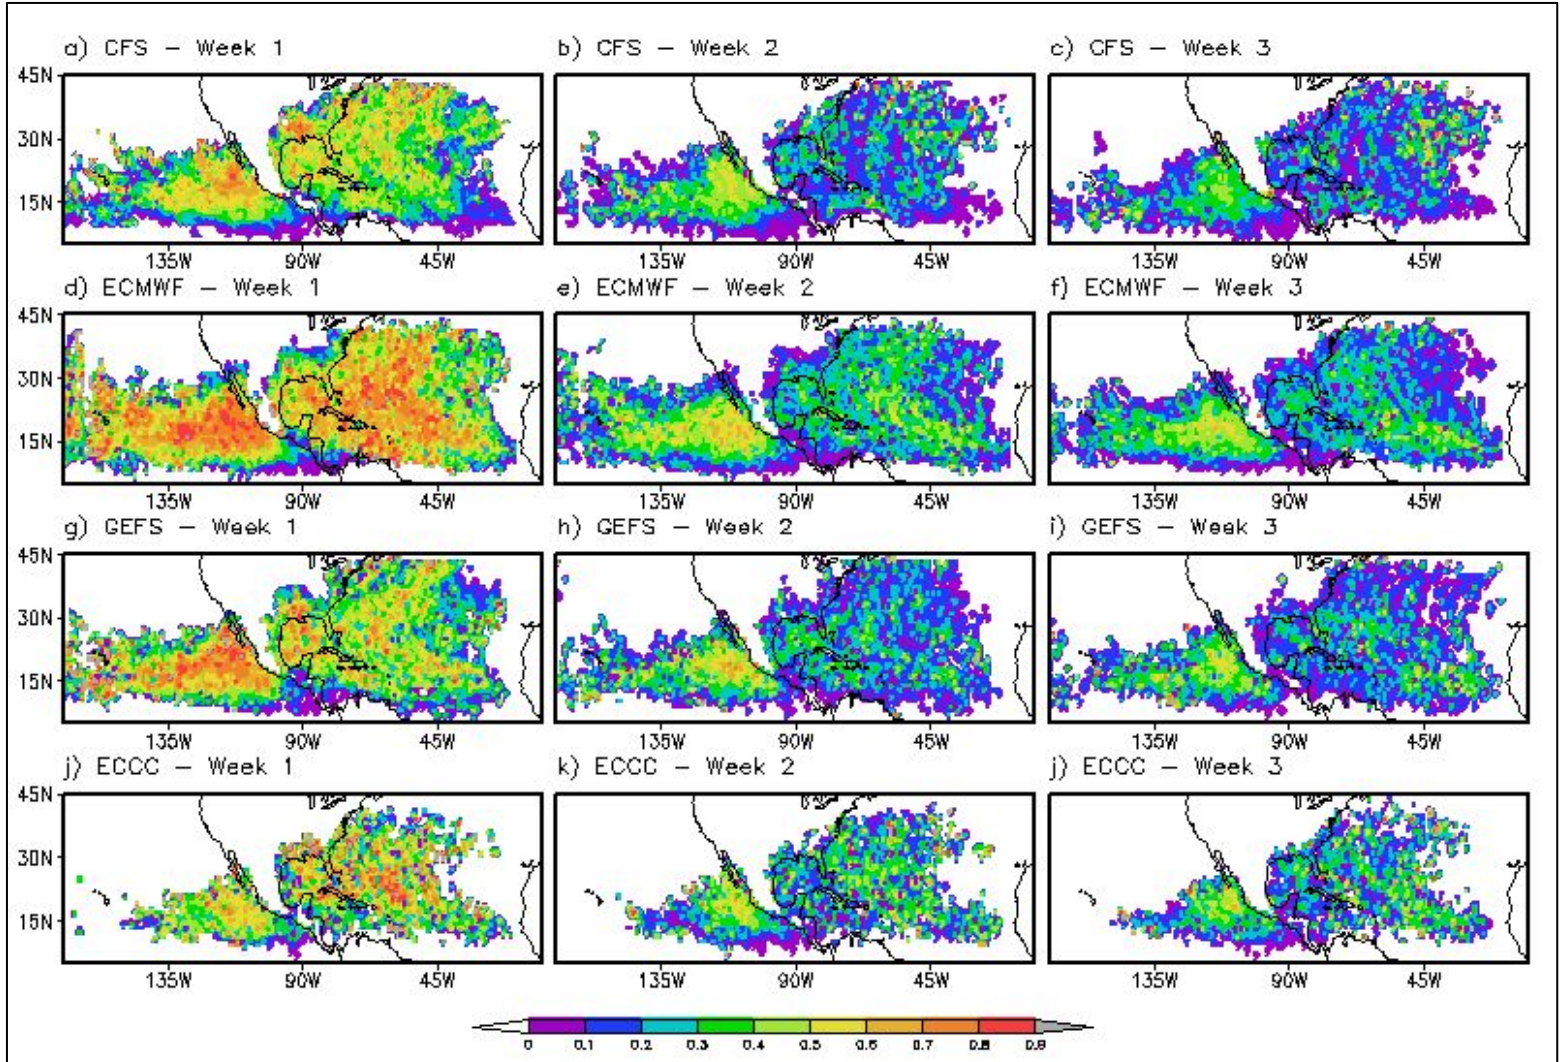 a) CFS – Week 1
b) CFS – Week 2
c) CFS – Week 3
45N
30N
15N
135W 90W 45W
135W 90W 45W
135W 90W 45W
d) ECMWF – Week 1
e) ECMWF – Week 2
f) ECMWF – Week 3
45N
30N
15N
135W 90W 45W
135W 90W 45W
135W 90W 45W
g) GEFS – Week 1
h) GEFS – Week 2
i) GEFS – Week 3
45N
30N
15N
135W 90W 45W
135W 90W 45W
135W 90W 45W
j) ECCC – Week 1
k) ECCC – Week 2
j) ECCC – Week 3
45N
30N
15N
135W 90W 45W
135W 90W 45W
135W 90W 45W
0 0.1 0.2 0.3 0.4 0.5 0.6 0.7 0.8 0.9